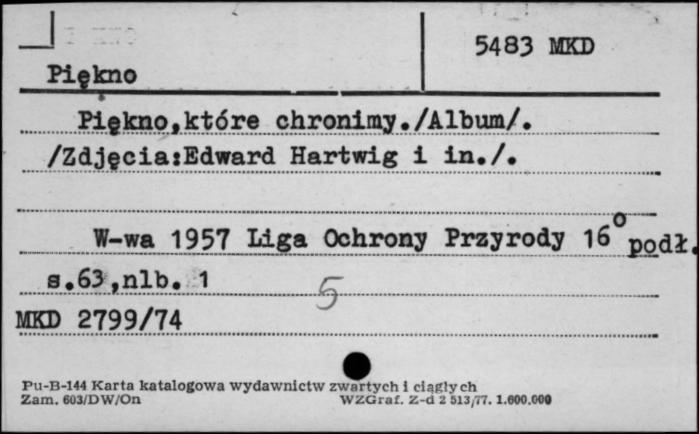 5483 MKD
Piękno
Piękno,które chronimy./Album/.
/Zdjęcia:Edward Hartwig i in./.
W-wa 1957 Liga Ochrony Przyrody 16° podł.
s.63,nlb. 1
5
MKD 2799/74
Pu-B-144 Karta katalogowa wydawnictw zwartych i ciągłych
Zam. 603/DW/On WZGraf. Z-d 2 513/77. 1.600.000